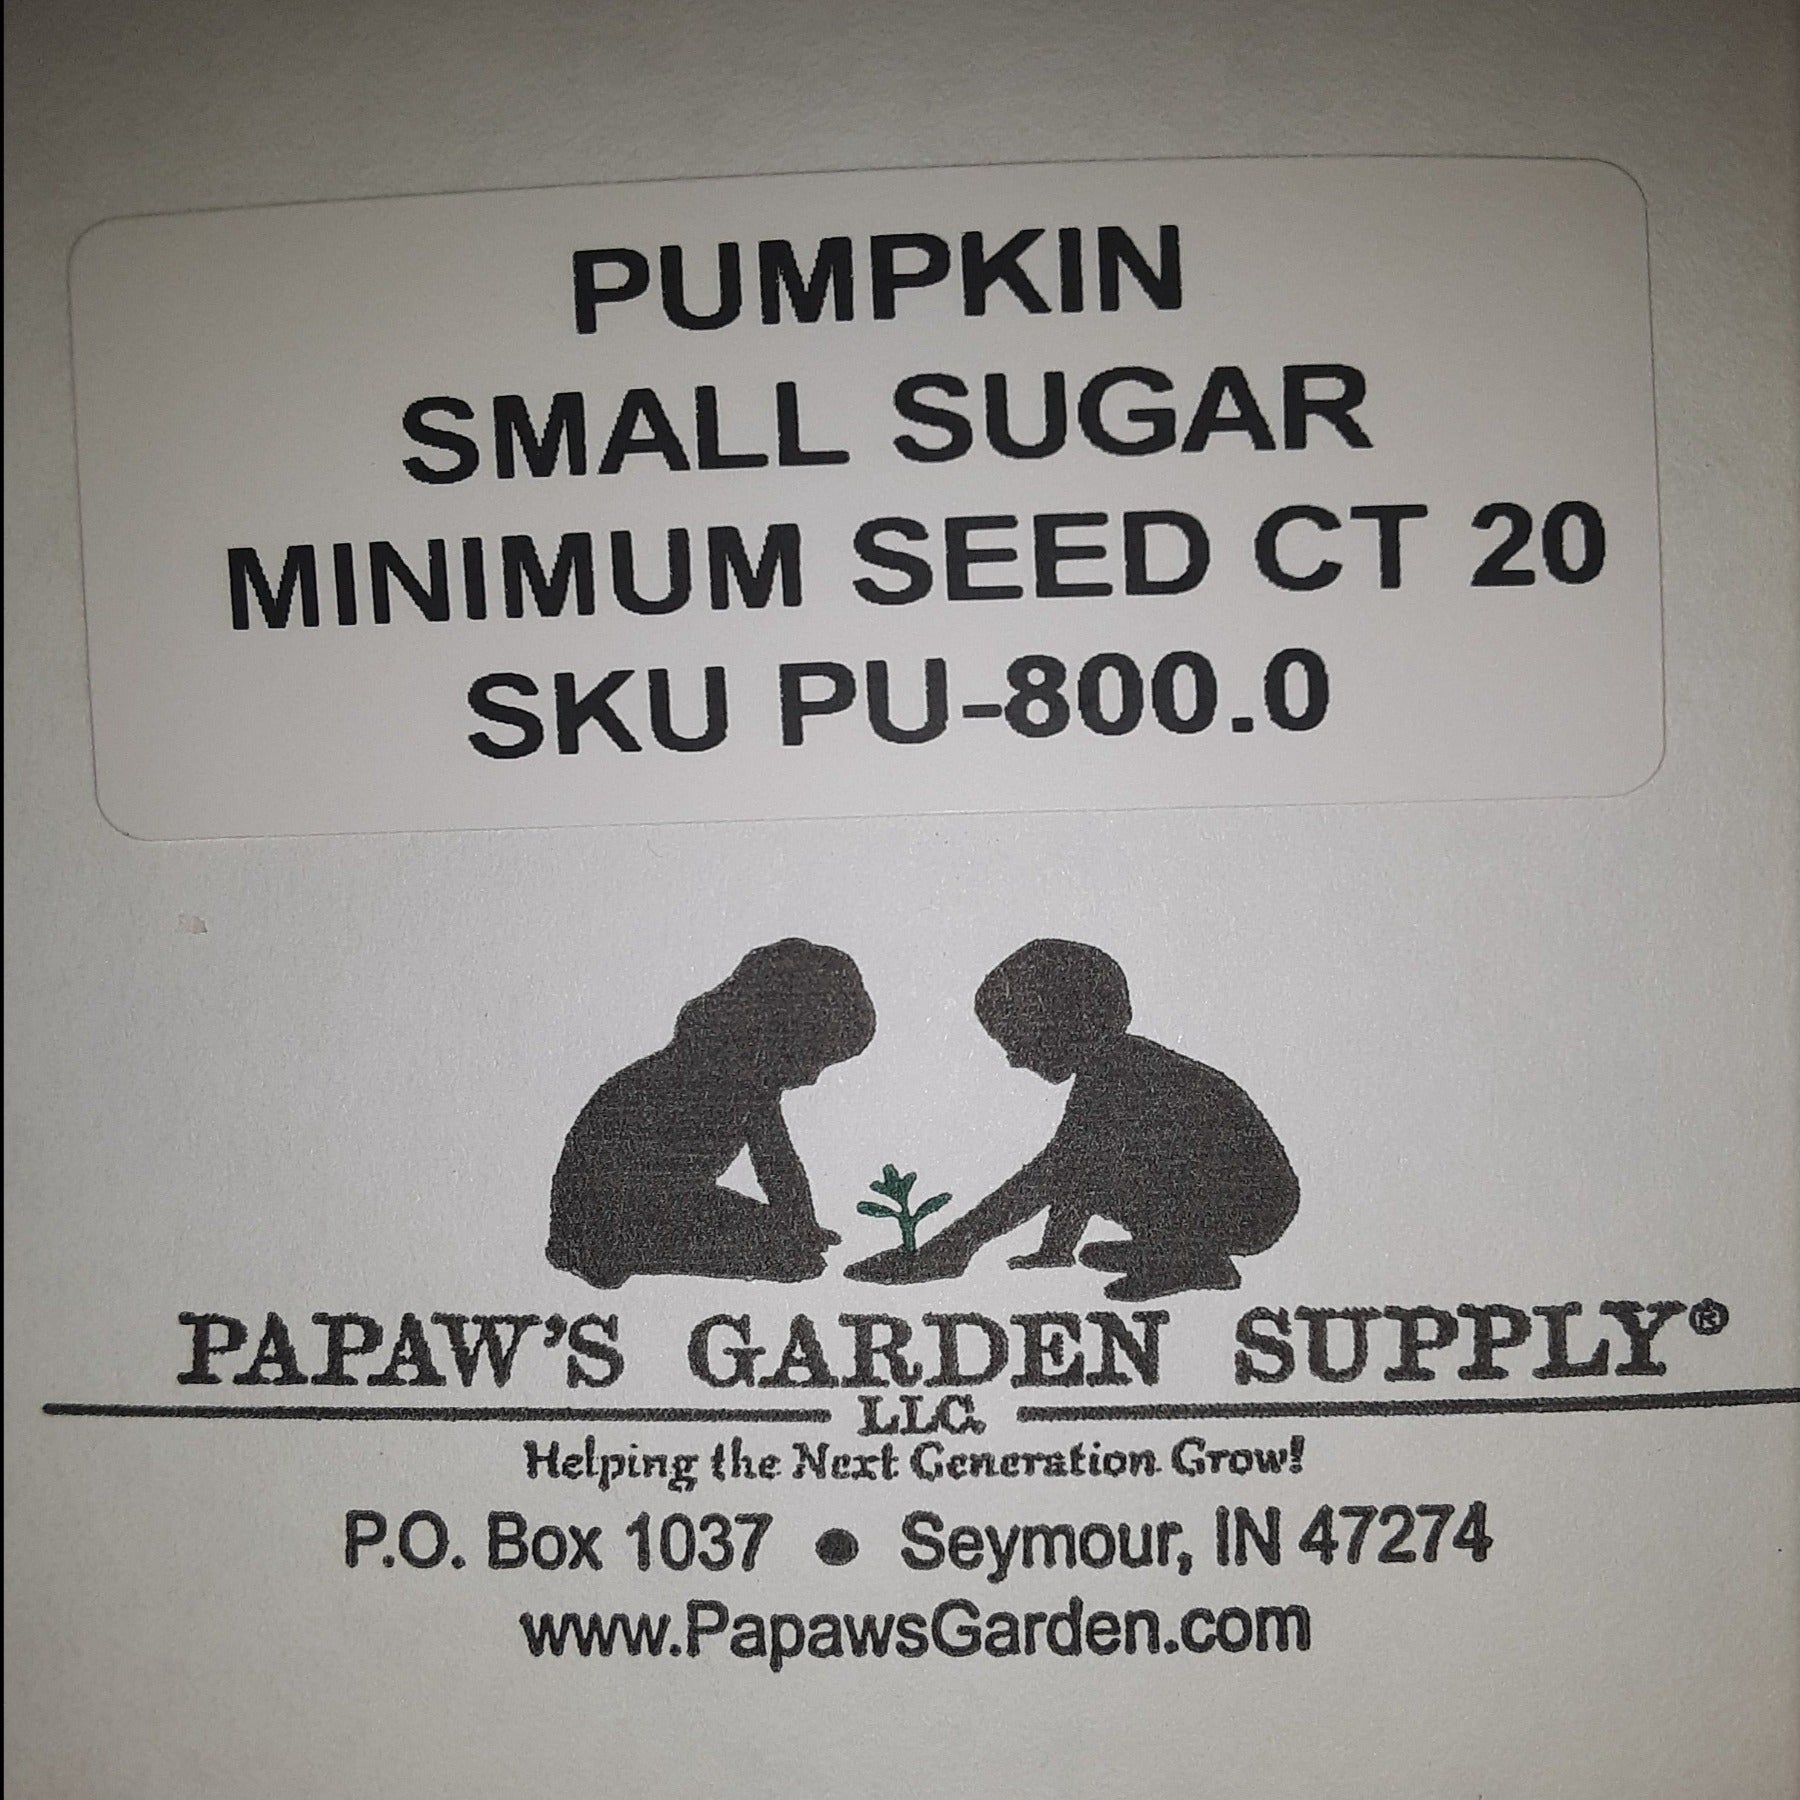 PUMPKIN
SMALL SUGAR
MINIMUM SEED CT 20
SKU PU-800.0
PAPAW'S GARDEN SUPPLY®
LLC.
Helping the Next Generation Grow!
P.O. Box 1037 • Seymour, IN 47274
www.PapawsGarden.com